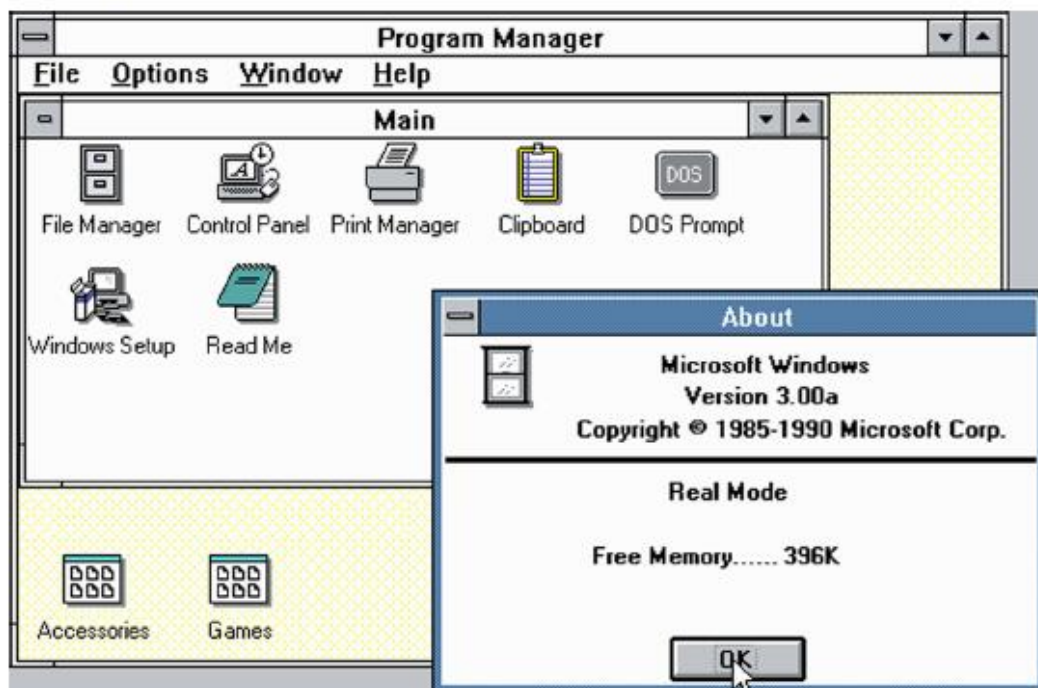 Program Manager
File Options Window Help
Main
A
DOS
File Manager Control Panel Print Manager Clipboard DOS Prompt
Windows Setup Read Me
About
Microsoft Windows
Version 3.00a
Copyright © 1985-1990 Microsoft Corp.
Real Mode
Free Memory...... 396K
Accessories Games
OK